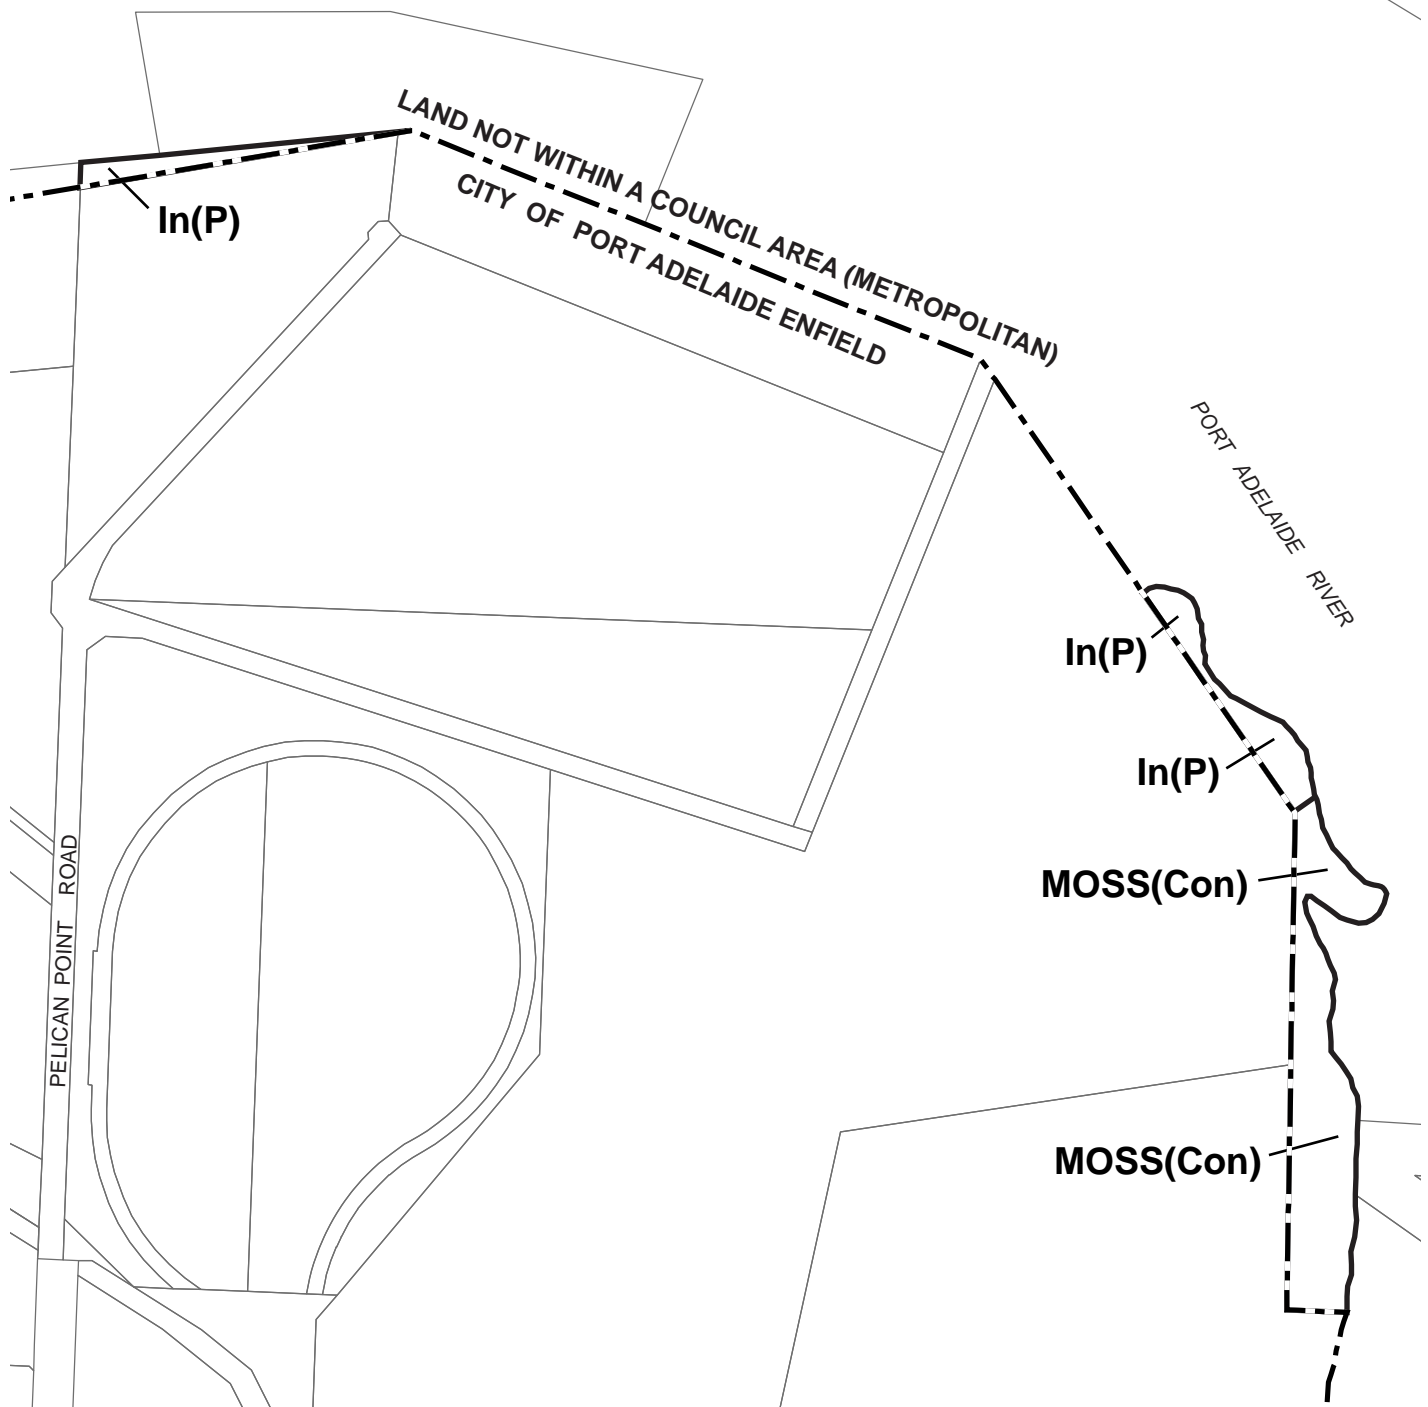 LAND NOT WITHIN A COUNCIL AREA (METROPOLITAN)
CITY OF PORT ADELAIDE ENFIELD
In(P)
PORT ADELAIDE RIVER
In(P)
In(P)
MOSS(Con)
PELICAN POINT ROAD
MOSS(Con)